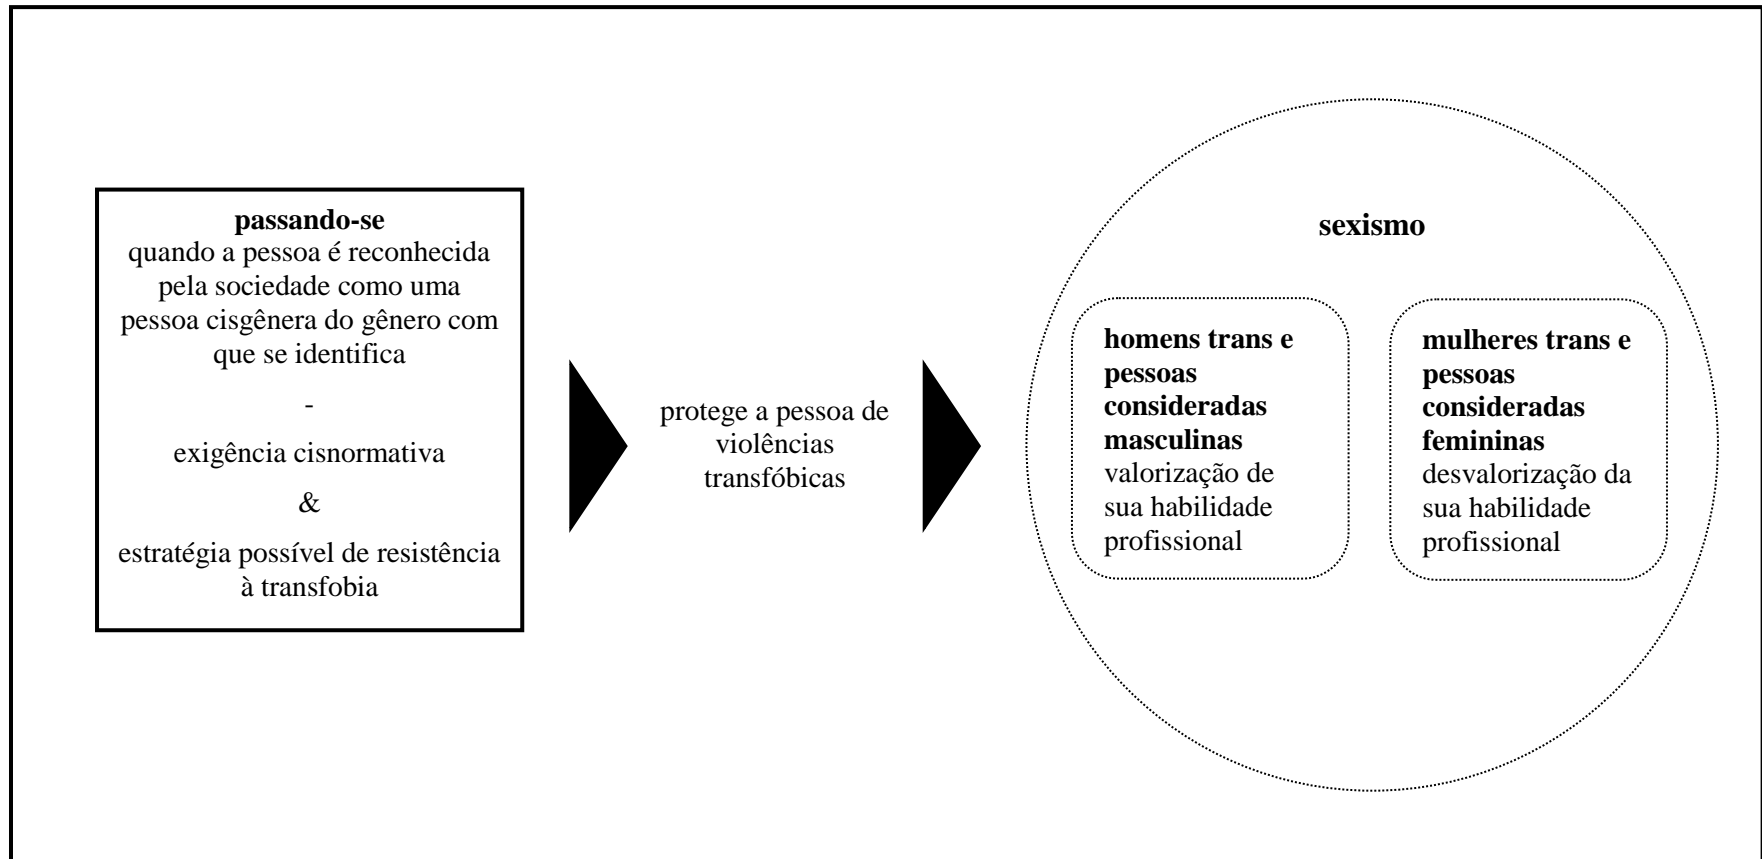 passando-se
quando a pessoa é reconhecida
pela sociedade como uma
pessoa cisgênera do gênero com
que se identifica
-
exigência cisnormativa
&
estratégia possível de resistência
à transfobia
protege a pessoa de
violências
transfóbicas
sexismo
homens trans e
pessoas
consideradas
masculinas
valorização de
sua habilidade
profissional
mulheres trans e
pessoas
consideradas
femininas
desvalorização da
sua habilidade
profissional